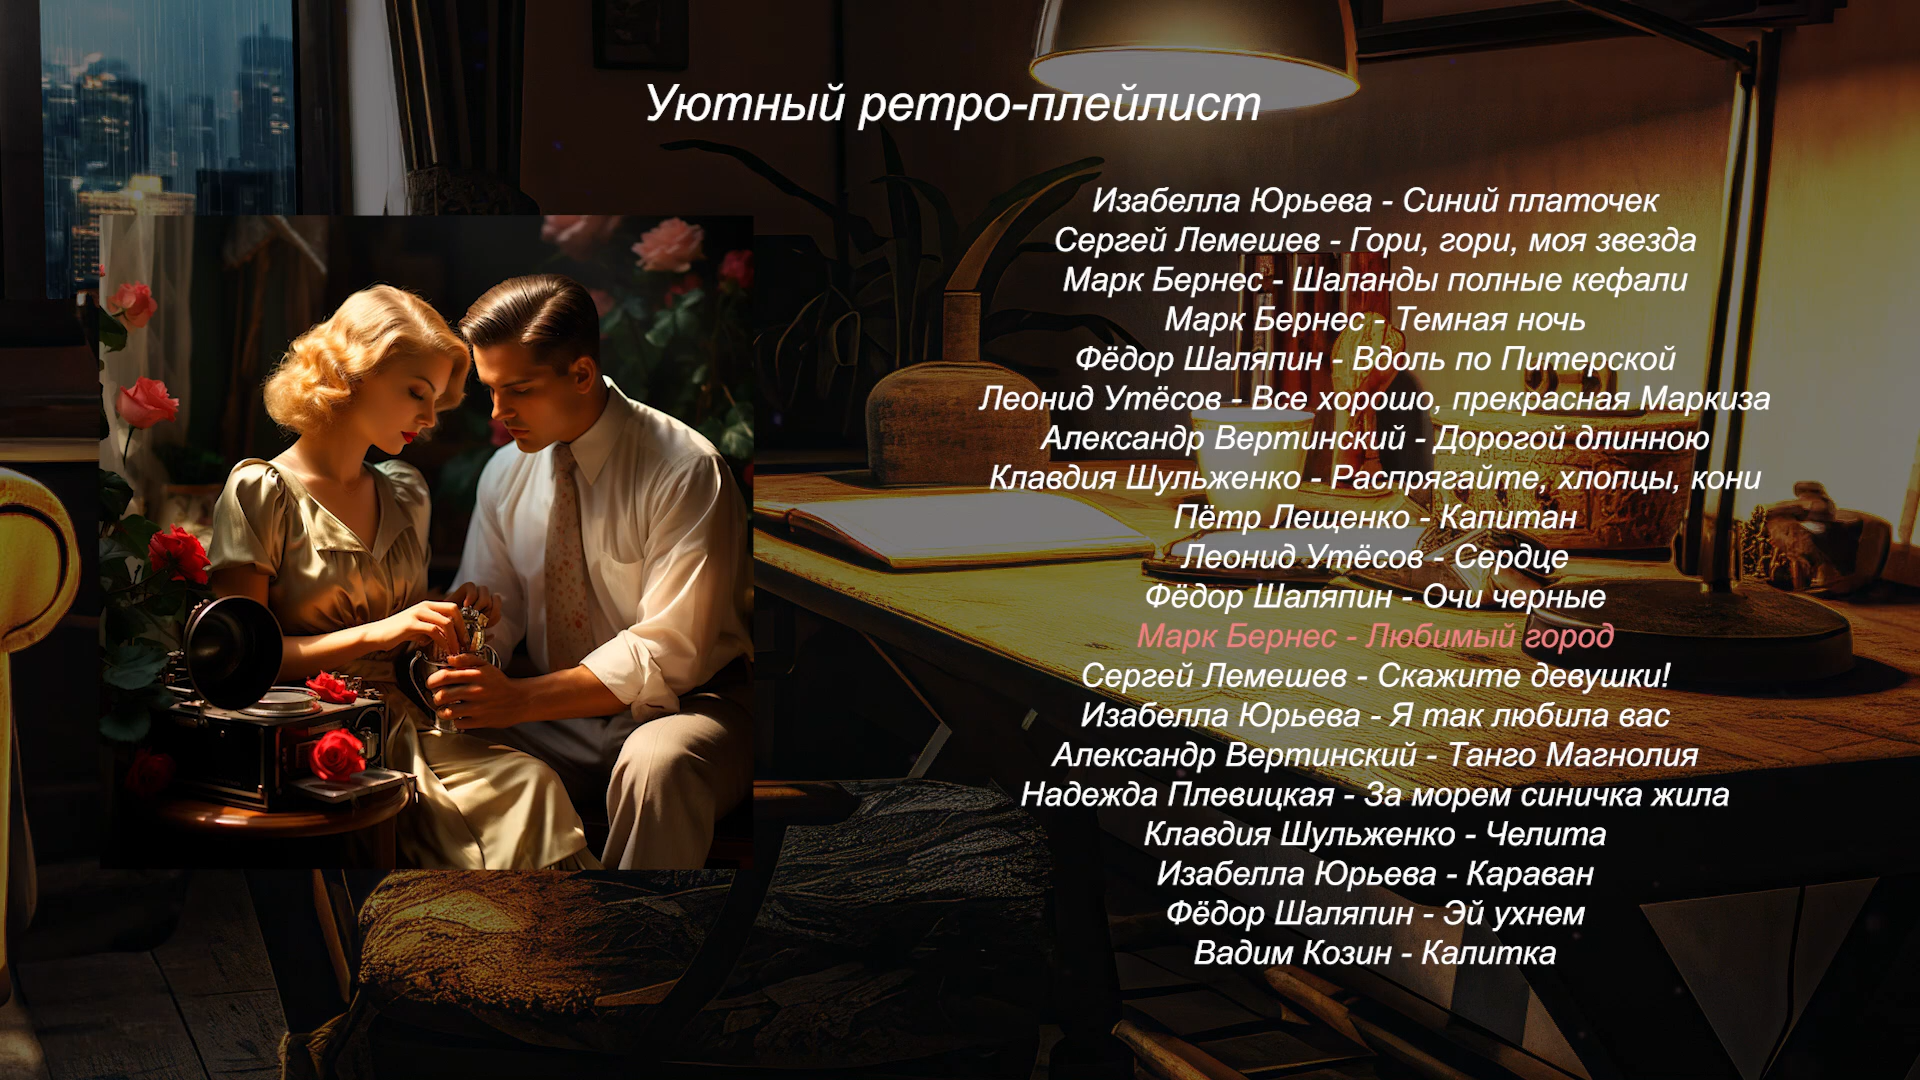 Уютный ретро-плейлист
Изабелла Юрьева - Синий платочек
Сергей Лемешев - Гори, гори, моя звезда
Марк Бернес - Шаланды полные кефали
Марк Бернес - Темная ночь
Фёдор Шаляпин - Вдоль по Питерской
Леонид Утёсов - Все хорошо, прекрасная Маркиза
Александр Вертинский - Дорогой длинною
Клавдия Шульженко - Распрягайте, хлопцы, кони
Пётр Лещенко - Капитан
Леонид Утёсов - Сердце
Фёдор Шаляпин - Очи черные
Марк Бернес - Любимый город
Сергей Лемешев - Скажите девушки!
Изабелла Юрьева - Я так любила вас
Александр Вертинский - Танго Магнолия
Надежда Плевицкая - За морем синичка жила
Клавдия Шульженко - Челита
Изабелла Юрьева - Караван
Фёдор Шаляпин - Эй ухнем
Вадим Козин - Калитка